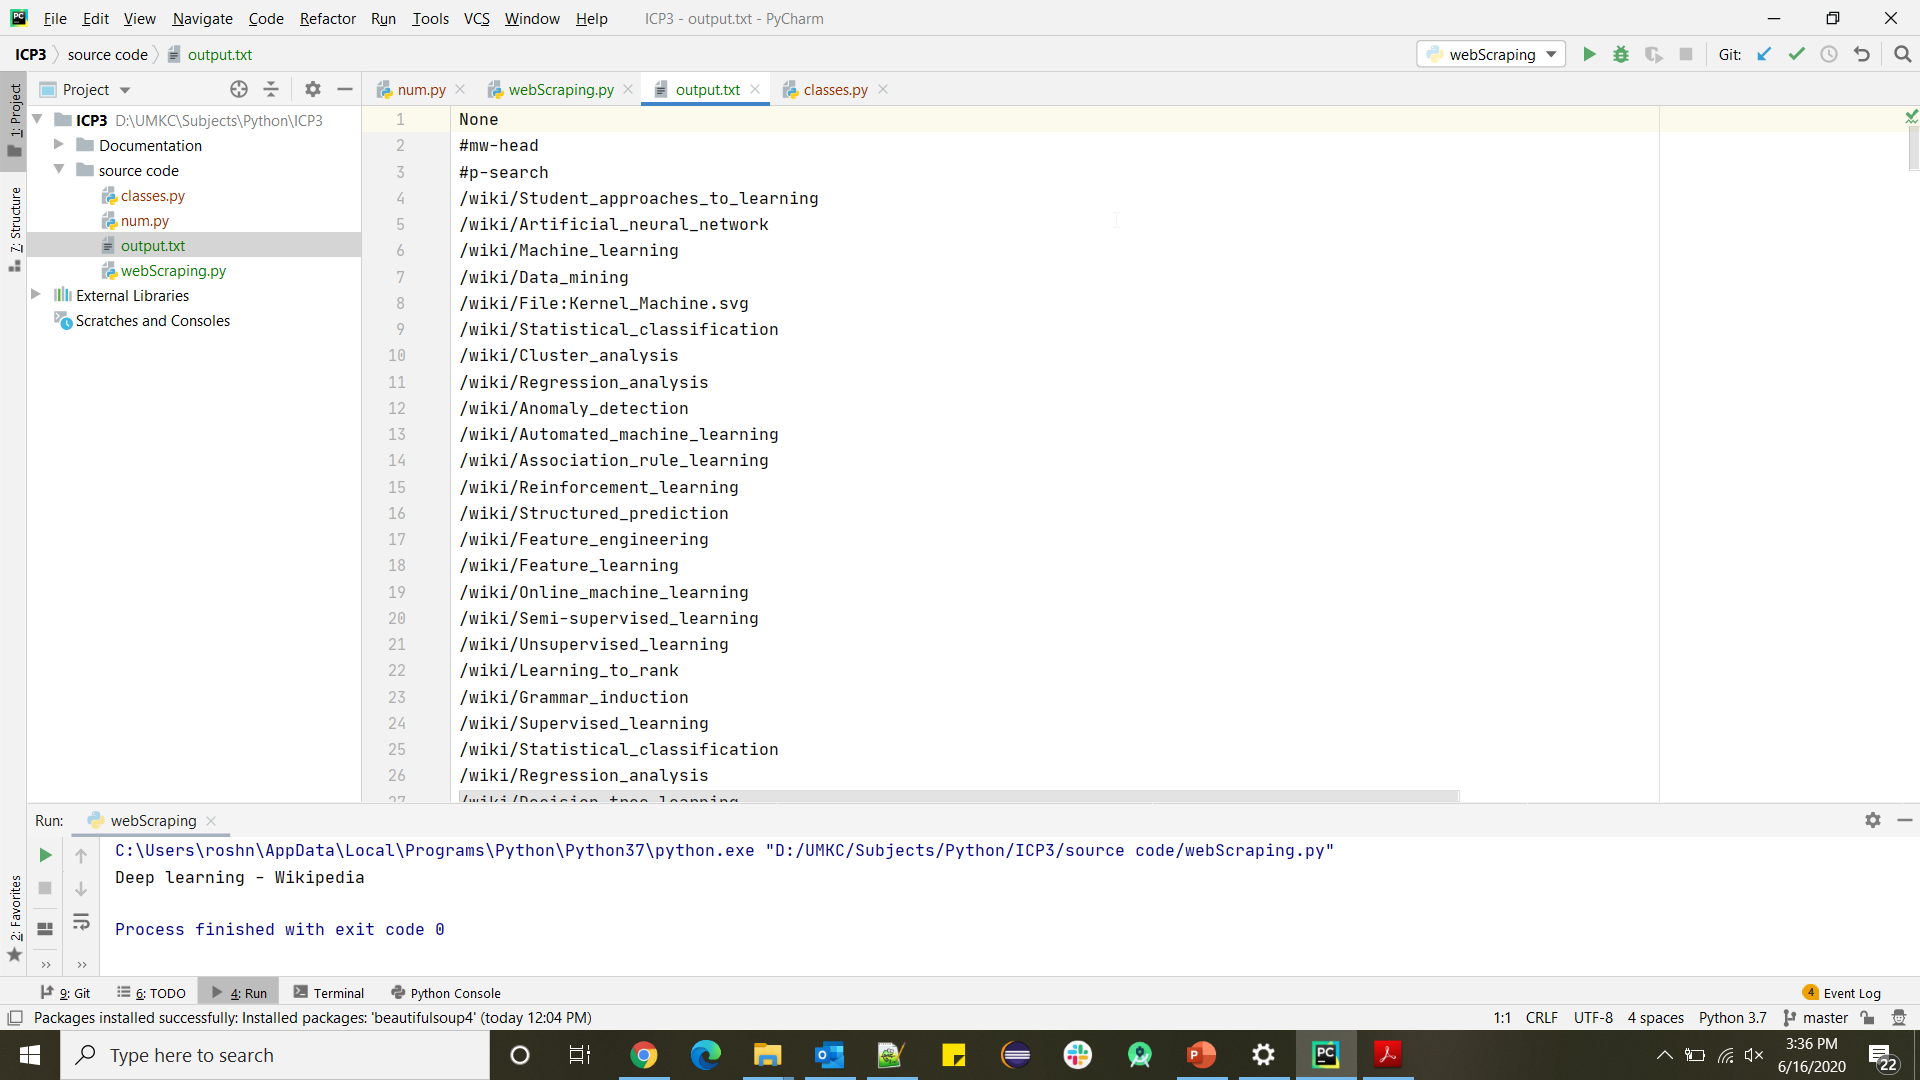 File Edit View Navigate Code Refactor Run Tools VCS Window Help ICP3 - output.txt - PyCharm
ICP3 source code output.txt
webScraping Git:
1: Project
7: Structure
2: Favorites
Project
ICP3 D:\UMKC\Subjects\Python\ICP3
Documentation
source code
classes.py
num.py
output.txt
webScraping.py
External Libraries
Scratches and Consoles
num.py webScraping.py output.txt classes.py
1 None
2 #mw-head
3 #p-search
4 /wiki/Student_approaches_to_learning
5 /wiki/Artificial_neural_network
6 /wiki/Machine_learning
7 /wiki/Data_mining
8 /wiki/File:Kernel_Machine.svg
9 /wiki/Statistical_classification
10 /wiki/Cluster_analysis
11 /wiki/Regression_analysis
12 /wiki/Anomaly_detection
13 /wiki/Automated_machine_learning
14 /wiki/Association_rule_learning
15 /wiki/Reinforcement_learning
16 /wiki/Structured_prediction
17 /wiki/Feature_engineering
18 /wiki/Feature_learning
19 /wiki/Online_machine_learning
20 /wiki/Semi-supervised_learning
21 /wiki/Unsupervised_learning
22 /wiki/Learning_to_rank
23 /wiki/Grammar_induction
24 /wiki/Supervised_learning
25 /wiki/Statistical_classification
26 /wiki/Regression_analysis
27 /wiki/Decision_tree_learning
Run: webScraping
C:\Users\roshn\AppData\Local\Programs\Python\Python37\python.exe "D:/UMKC/Subjects/Python/ICP3/source code/webScraping.py"
Deep learning - Wikipedia
Process finished with exit code 0
9: Git 6: TODO 4: Run Terminal Python Console 4 Event Log
Packages installed successfully: Installed packages: 'beautifulsoup4' (today 12:04 PM) 1:1 CRLF UTF-8 4 spaces Python 3.7 master
Type here to search
3:36 PM
6/16/2020
22